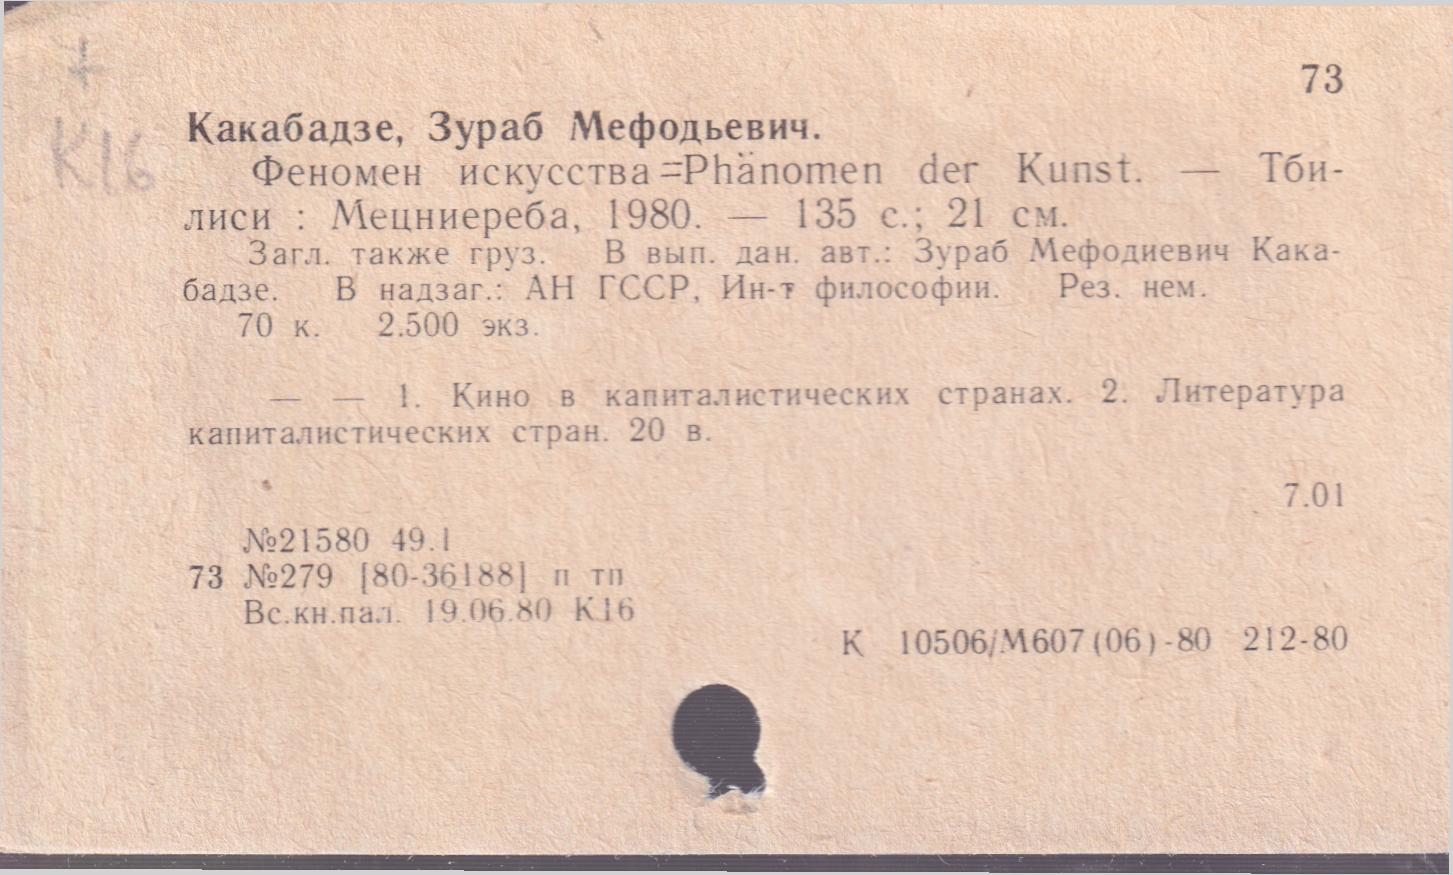 73
К16
Какабадзе, Зураб Мефодьевич.
Феномен искусства=Phänomen der Kunst. — Тби-
лиси : Мецниереба, 1980. — 135 с.; 21 см.
Загл. также груз. В вып. дан. авт.: Зураб Мефодиевич Кака-
бадзе. В надзаг.: АН ГССР, Ин-т философии. Рез. нем.
70 к. 2.500 экз.
— — 1. Кино в капиталистических странах. 2. Литература
капиталистических стран. 20 в.
7.01
№21580 49.1
73 №279 [80-36188] п тп
Вс.кн.пал. 19.06.80 К16
К 10506/М607(06)-80 212-80